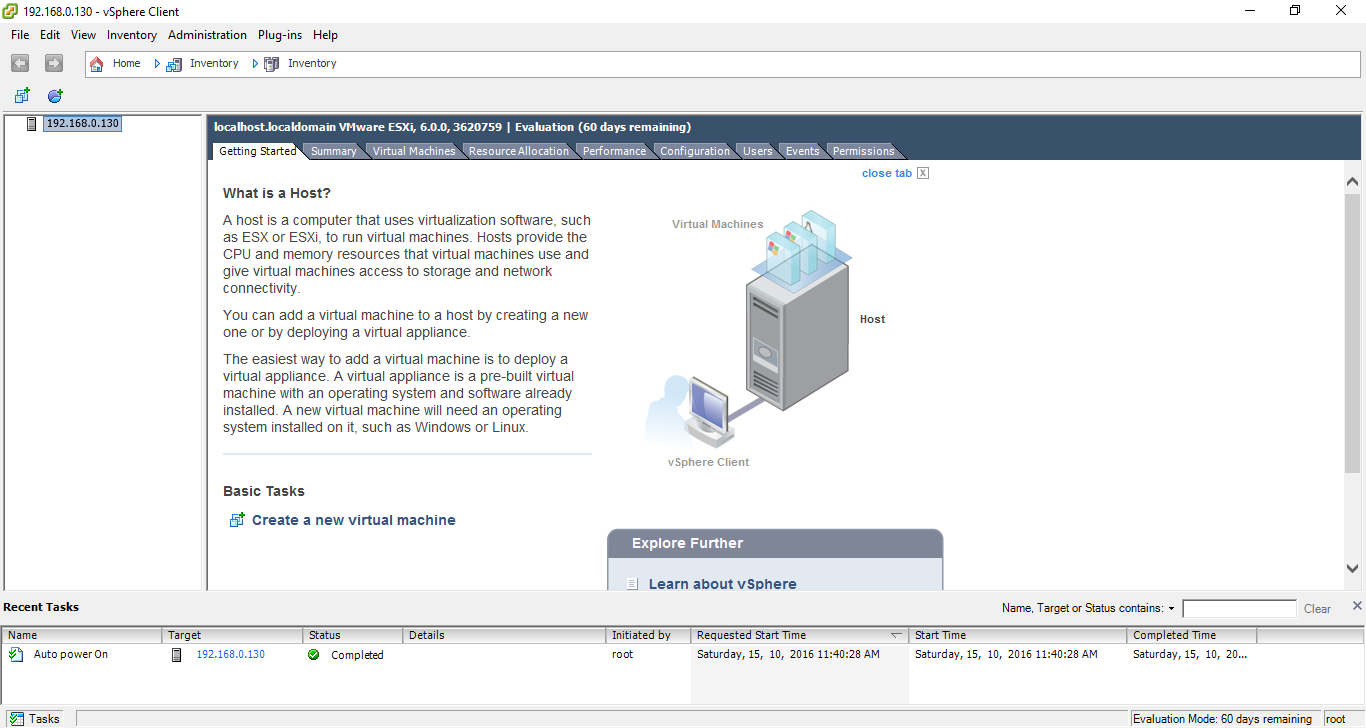 192.168.0.130 - vSphere Client
File Edit View Inventory Administration Plug-ins Help
Home Inventory Inventory
192.168.0.130
localhost.localdomain VMware ESXi, 6.0.0, 3620759 | Evaluation (60 days remaining)
Getting Started Summary Virtual Machines Resource Allocation Performance Configuration Users Events Permissions
close tab X
What is a Host?
A host is a computer that uses virtualization software, such
as ESX or ESXi, to run virtual machines. Hosts provide the
CPU and memory resources that virtual machines use and
give virtual machines access to storage and network
connectivity.
You can add a virtual machine to a host by creating a new
one or by deploying a virtual appliance.
The easiest way to add a virtual machine is to deploy a
virtual appliance. A virtual appliance is a pre-built virtual
machine with an operating system and software already
installed. A new virtual machine will need an operating
system installed on it, such as Windows or Linux.
Virtual Machines
Host
vSphere Client
Basic Tasks
Create a new virtual machine
Explore Further
Learn about vSphere
Recent Tasks
Name, Target or Status contains: Clear
Name Target Status Details Initiated by Requested Start Time Start Time Completed Time
Auto power On 192.168.0.130 Completed root Saturday, 15, 10, 2016 11:40:28 AM Saturday, 15, 10, 2016 11:40:28 AM Saturday, 15, 10, 20...
Tasks Evaluation Mode: 60 days remaining root